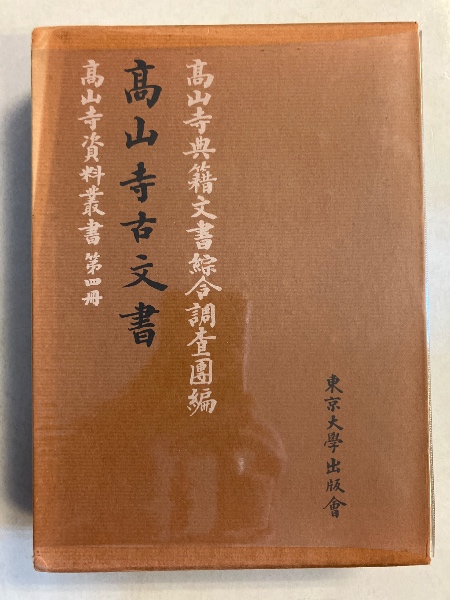 高山寺典籍文書綜合調査團編
高山寺古文書
高山寺資料叢書 第四册
東京大學出版會